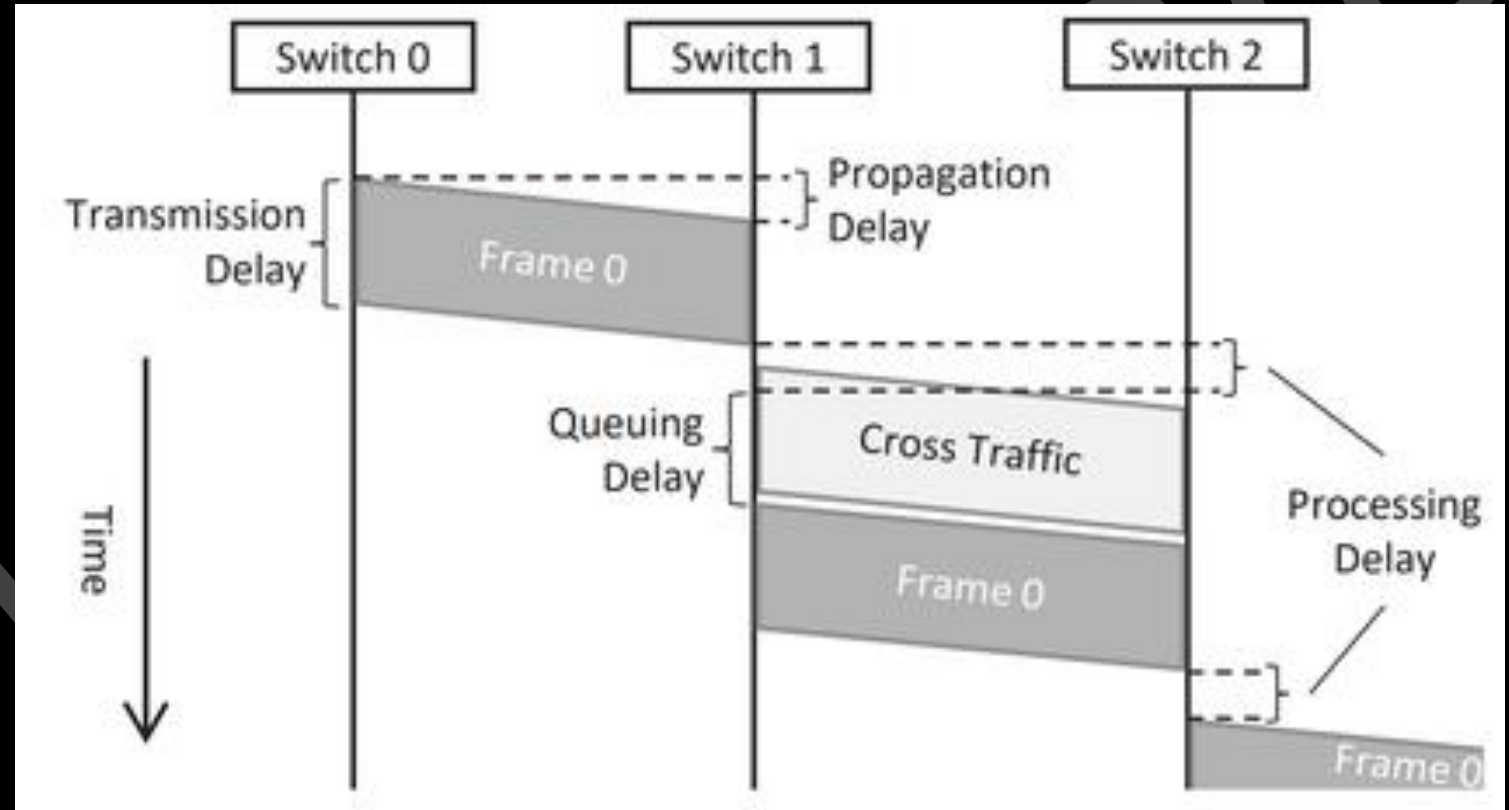 Switch 0
Switch 1
Switch 2
Propagation
Delay
Transmission
Delay
Frame 0
Queuing
Delay
Cross Traffic
Processing
Delay
Time
Frame 0
Frame 0